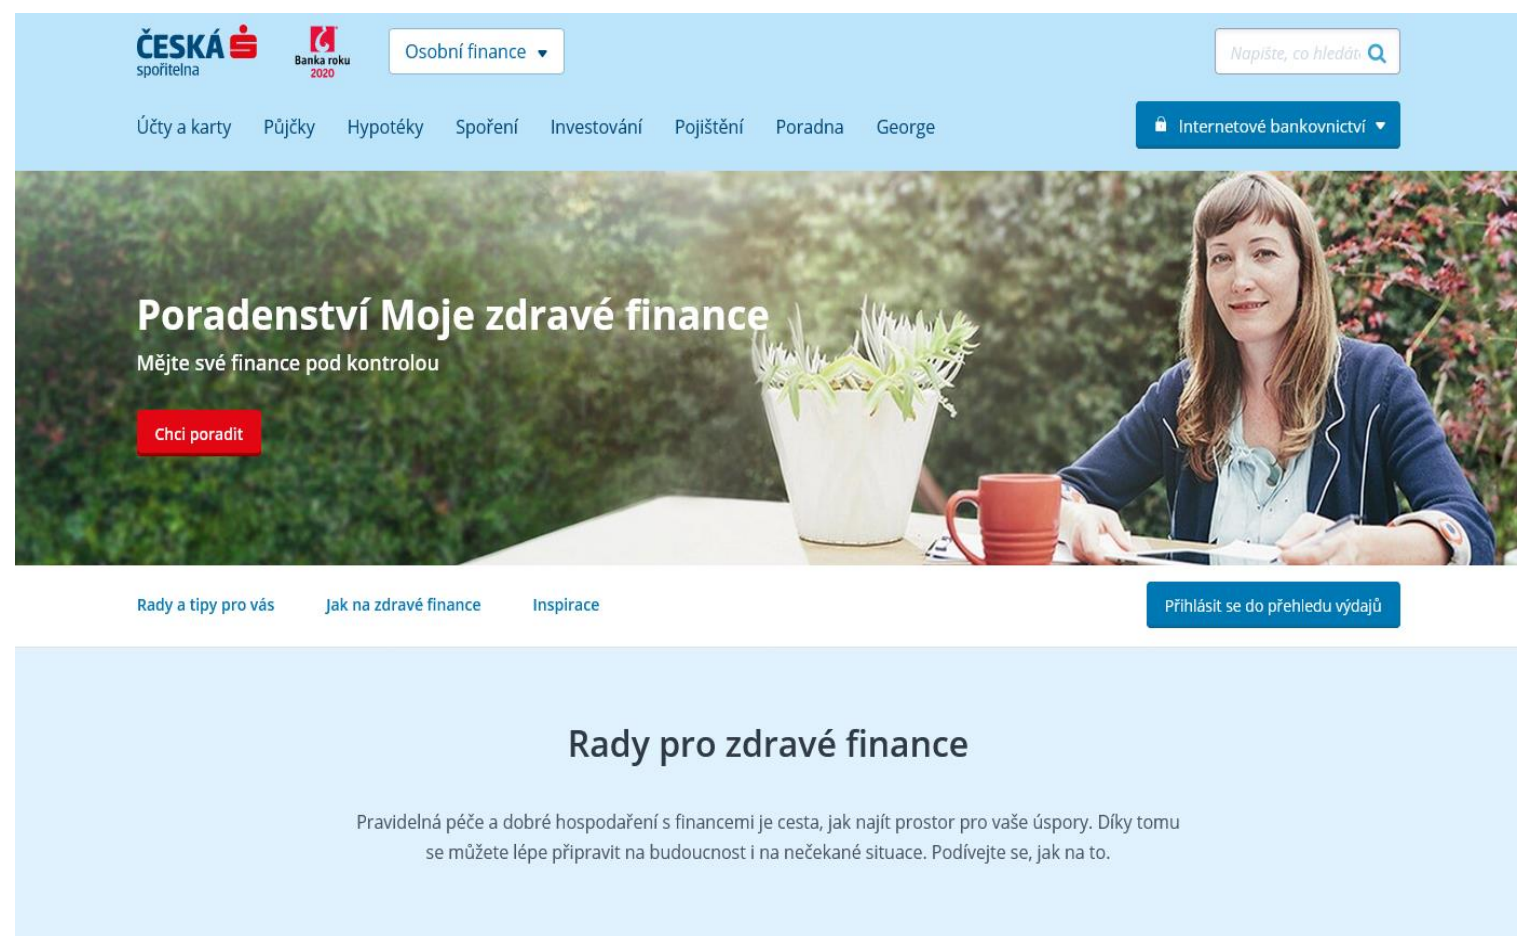 ČESKÁ
spořitelna
Banka roku
2020
Osobní finance
Napište, co hledát
Účty a karty Půjčky Hypotéky Spoření Investování Pojištění Poradna George
Internetové bankovnictví
Poradenství Moje zdravé finance
Mějte své finance pod kontrolou
Chci poradit
Rady a tipy pro vás Jak na zdravé finance Inspirace
Přihlásit se do přehledu výdajů
Rady pro zdravé finance
Pravidelná péče a dobré hospodaření s financemi je cesta, jak najít prostor pro vaše úspory. Díky tomu
se můžete lépe připravit na budoucnost i na nečekané situace. Podívejte se, jak na to.